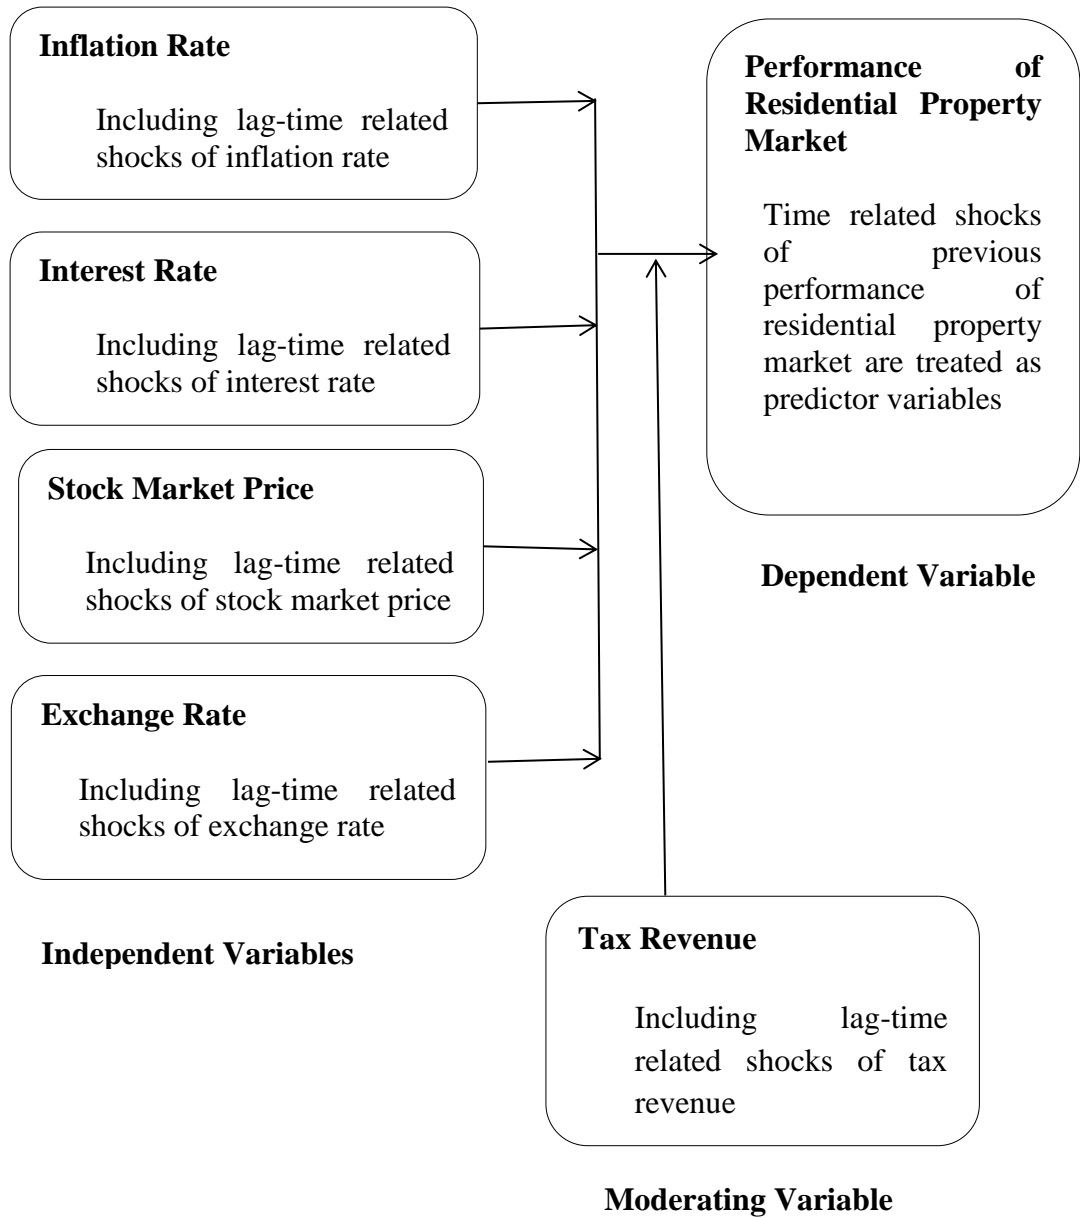 Inflation Rate
Including lag-time related
shocks of inflation rate
Interest Rate
Including lag-time related
shocks of interest rate
Stock Market Price
Including lag-time related
shocks of stock market price
Exchange Rate
Including lag-time related
shocks of exchange rate
Independent Variables
Performance of
Residential Property
Market
Time related shocks
of previous
performance of
residential property
market are treated as
predictor variables
Dependent Variable
Tax Revenue
Including lag-time
related shocks of tax
revenue
Moderating Variable